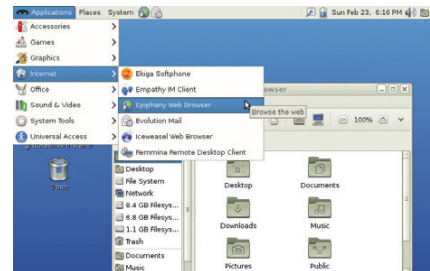 Applications Places System Sun Feb 23, 6:16 PM
Accessories
Games
Graphics
Internet
Office
Sound & Video
System Tools
Universal Access
Ekiga Softphone
Empathy IM Client
Epiphany Web Browser
Evolution Mail
Iceweasel Web Browser
Remmina Remote Desktop Client
Browse the web
100%
Trash
Desktop
File System
Network
8.4 GB Filesys...
6.8 GB Filesys...
1.1 GB Filesys...
Trash
Documents
Music
Desktop
Documents
Downloads
Music
Pictures
Public